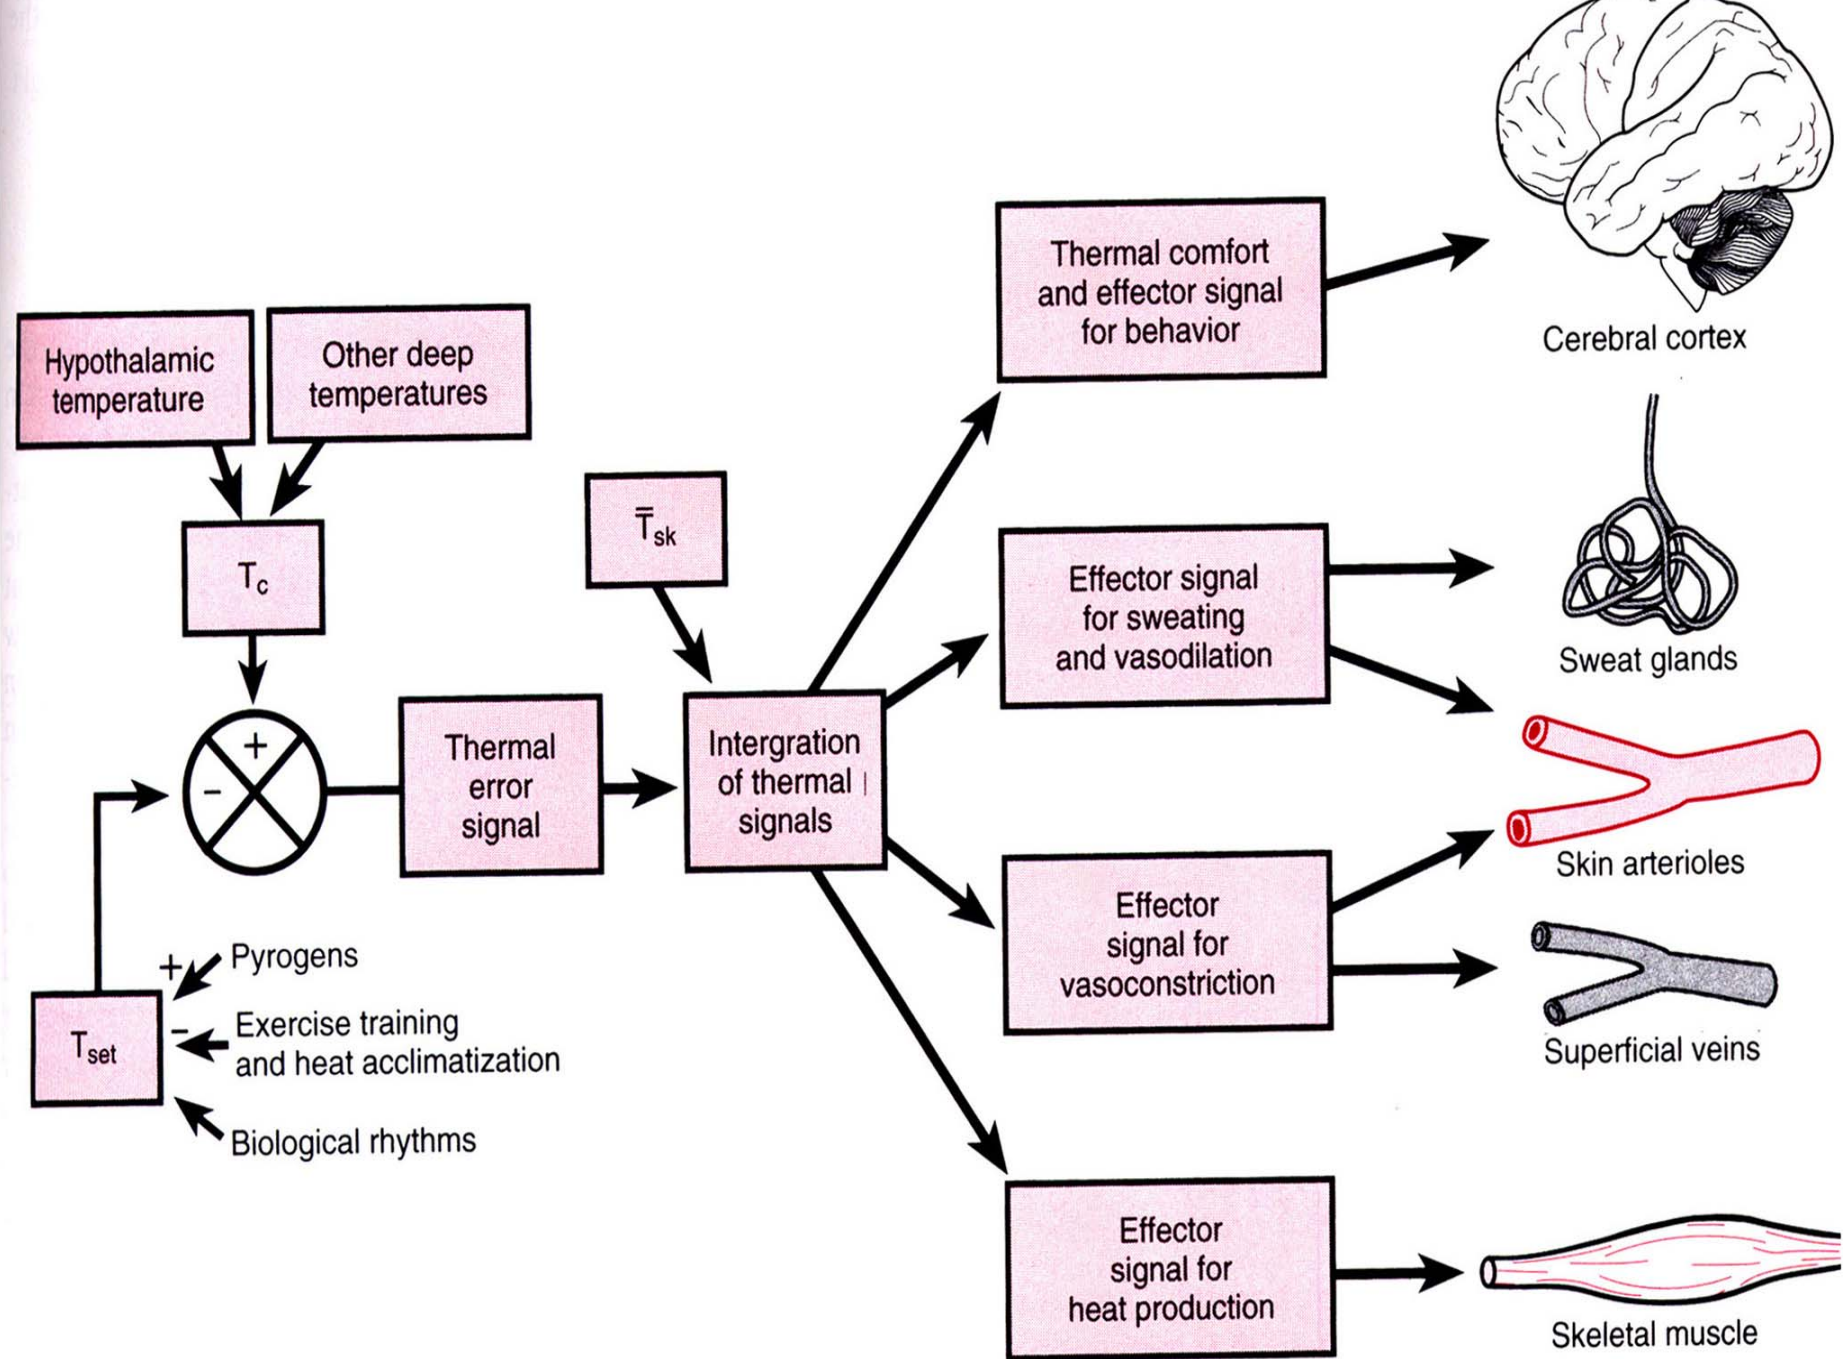 Thermal comfort
and effector signal
for behavior
Cerebral cortex
Hypothalamic
temperature
Other deep
temperatures
T̅sk
Tc
Effector signal
for sweating
and vasodilation
Sweat glands
+
−
Thermal
error
signal
Intergration
of thermal
signals
Skin arterioles
Effector
signal for
vasoconstriction
Superficial veins
+
Pyrogens
Tset
−
Exercise training
and heat acclimatization
Biological rhythms
Effector
signal for
heat production
Skeletal muscle